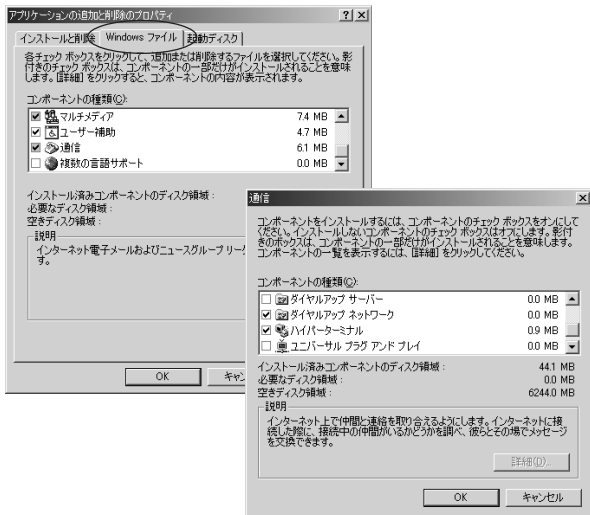 アプリケーションの追加と削除のプロパティ
インストールと削除 Windows ファイル 起動ディスク
各チェック ボックスをクリックして、追加または削除するファイルを選択してください。影
付きのチェック ボックスは、コンポーネントの一部だけがインストールされることを意味
します。[詳細] をクリックすると、コンポーネントの内容が表示されます。
コンポーネントの種類(C):
マルチメディア 7.4 MB
ユーザー補助 4.7 MB
通信 6.1 MB
複数の言語サポート 0.0 MB
インストール済みコンポーネントのディスク領域 :
必要なディスク領域 :
空きディスク領域 :
説明
インターネット電子メールおよびニュースグループ リー
す。
OK キャン
通信
コンポーネントをインストールするには、コンポーネントのチェック ボックスをオンにして
ください。インストールしないコンポーネントのチェック ボックスはオフにします。影付
きのボックスは、コンポーネントの一部だけがインストールされることを意味します。
コンポーネントの一覧を表示するには、[詳細] をクリックしてください。
コンポーネントの種類(C):
ダイヤルアップ サーバー 0.0 MB
ダイヤルアップ ネットワーク 0.0 MB
ハイパーターミナル 0.9 MB
ユニバーサル プラグ アンド プレイ 0.0 MB
インストール済みコンポーネントのディスク領域 : 44.1 MB
必要なディスク領域 : 0.0 MB
空きディスク領域 : 6244.0 MB
説明
インターネット上で仲間と連絡を取り合えるようにします。インターネットに接
続した際に、接続中の仲間がいるかどうかを調べ、彼らとその場でメッセージ
を交換できます。
詳細(D)...
OK キャンセル